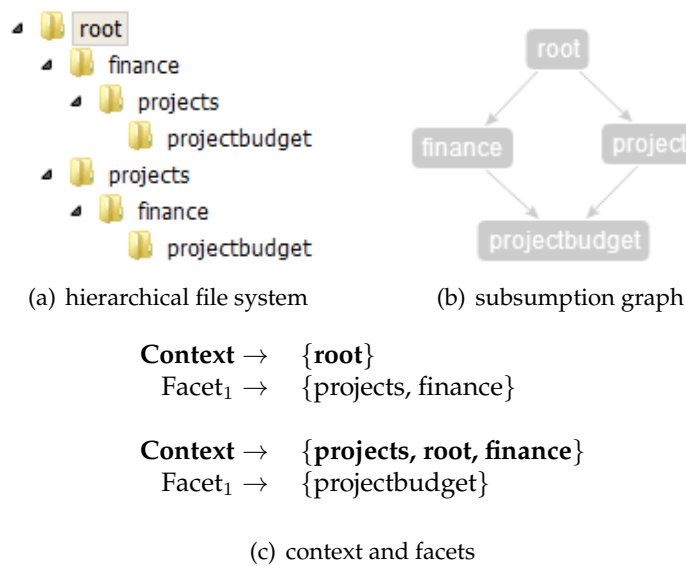 root
finance
projects
projectbudget
projects
finance
projectbudget
(a) hierarchical file system
root
finance
project
projectbudget
(b) subsumption graph
Context → {root}
Facet₁ → {projects, finance}
Context → {projects, root, finance}
Facet₁ → {projectbudget}
(c) context and facets